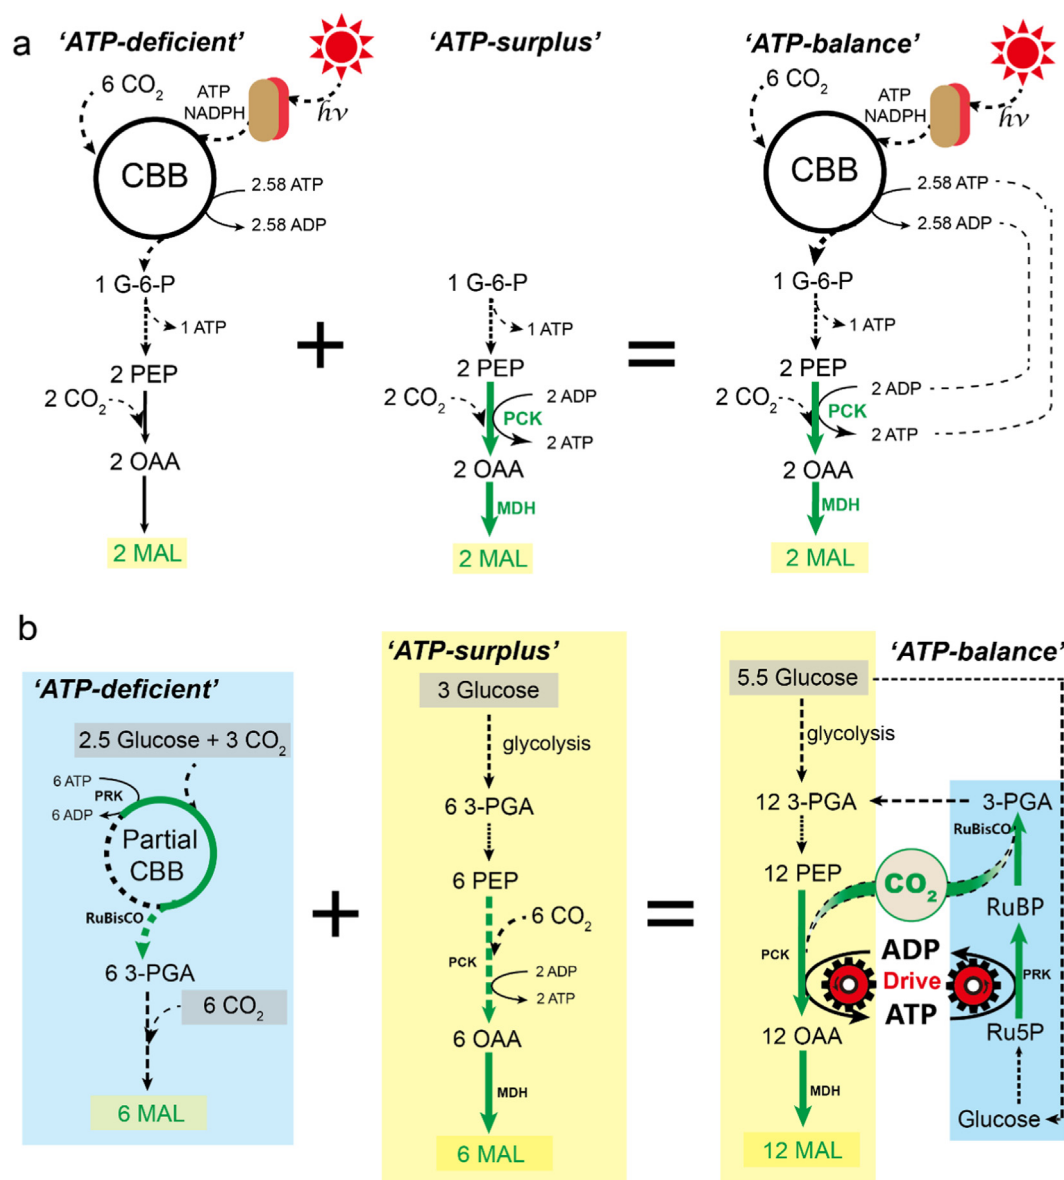 a
'ATP-deficient'
6 CO2
ATP
NADPH
hν
CBB
2.58 ATP
2.58 ADP
1 G-6-P
1 ATP
2 PEP
2 CO2
2 OAA
2 MAL
+
'ATP-surplus'
1 G-6-P
1 ATP
2 PEP
2 CO2
2 ADP
PCK
2 ATP
2 OAA
MDH
2 MAL
=
'ATP-balance'
6 CO2
ATP
NADPH
hν
CBB
2.58 ATP
2.58 ADP
1 G-6-P
1 ATP
2 PEP
2 CO2
2 ADP
PCK
2 ATP
2 OAA
MDH
2 MAL
b
'ATP-deficient'
2.5 Glucose + 3 CO2
6 ATP
PRK
6 ADP
Partial
CBB
RuBisCO
6 3-PGA
6 CO2
6 MAL
+
'ATP-surplus'
3 Glucose
glycolysis
6 3-PGA
6 PEP
6 CO2
PCK
2 ADP
2 ATP
6 OAA
MDH
6 MAL
=
'ATP-balance'
5.5 Glucose
glycolysis
12 3-PGA
3-PGA
RuBisCO
12 PEP
CO2
RuBP
PCK
ADP
Drive
ATP
PRK
12 OAA
Ru5P
MDH
Glucose
12 MAL